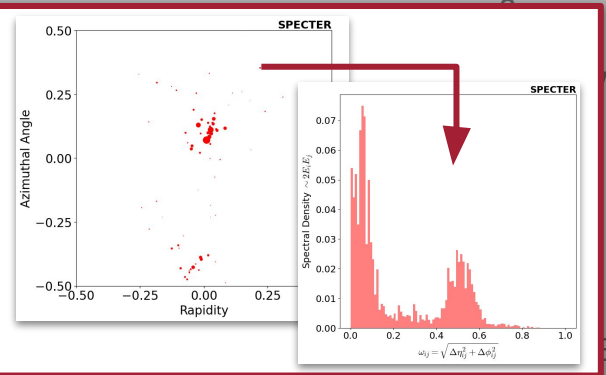 SPECTER
0.50
0.25
0.00
−0.25
−0.50
Azimuthal Angle
−0.50 −0.25 0.00 0.25
Rapidity
SPECTER
0.07
0.06
0.05
0.04
0.03
0.02
0.01
0.00
Spectral Density ∼ 2EᵢEⱼ
0.0 0.2 0.4 0.6 0.8 1.0
ωᵢⱼ = √Δη²ᵢⱼ + Δϕ²ᵢⱼ